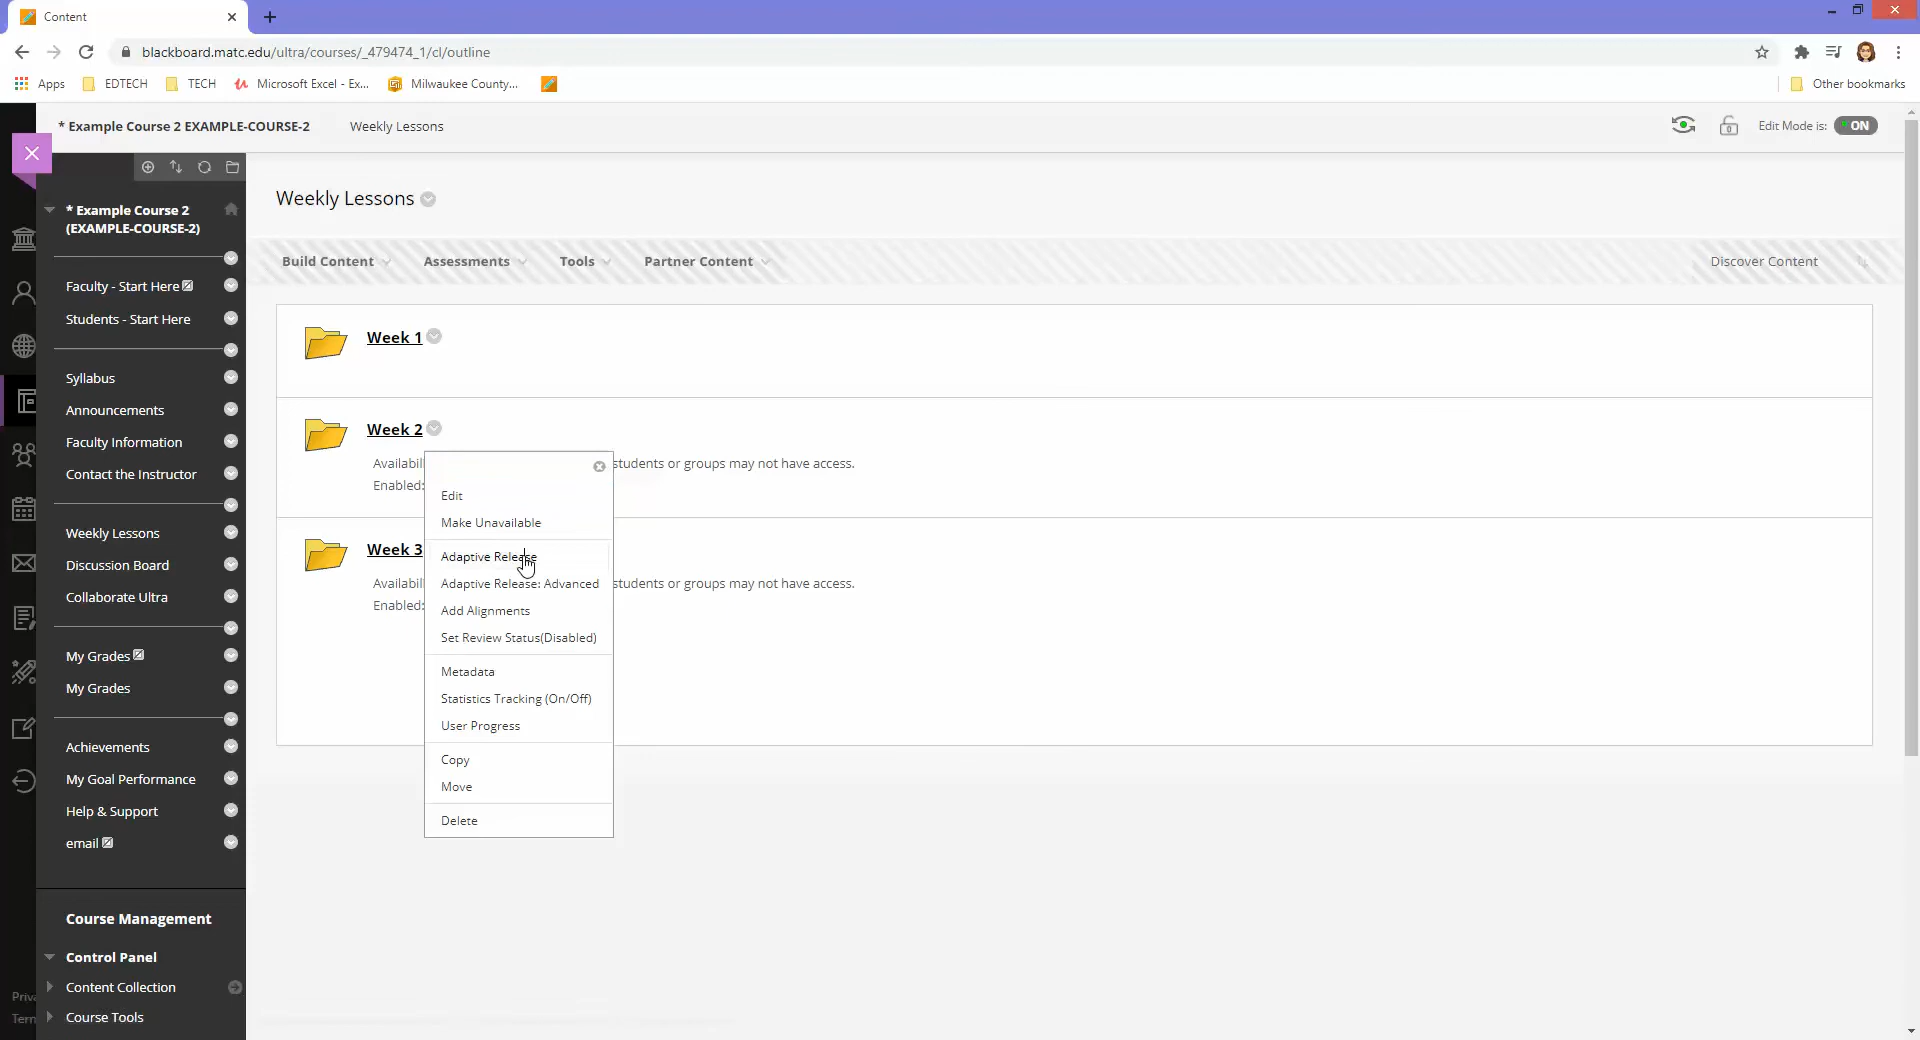 Content
blackboard.matc.edu/ultra/courses/_479474_1/cl/outline
Apps
EDTECH
TECH
Microsoft Excel - Ex...
Milwaukee County...
Other bookmarks
* Example Course 2 EXAMPLE-COURSE-2
Weekly Lessons
Edit Mode is:
ON
* Example Course 2
(EXAMPLE-COURSE-2)
Faculty - Start Here
Students - Start Here
Syllabus
Announcements
Faculty Information
Contact the Instructor
Weekly Lessons
Discussion Board
Collaborate Ultra
My Grades
My Grades
Achievements
My Goal Performance
Help & Support
email
Course Management
Control Panel
Content Collection
Course Tools
Priva
Term
Weekly Lessons
Build Content
Assessments
Tools
Partner Content
Discover Content
Week 1
Week 2
Availabil
students or groups may not have access.
Enabled:
Week 3
Availabil
students or groups may not have access.
Enabled:
Edit
Make Unavailable
Adaptive Release
Adaptive Release: Advanced
Add Alignments
Set Review Status(Disabled)
Metadata
Statistics Tracking (On/Off)
User Progress
Copy
Move
Delete